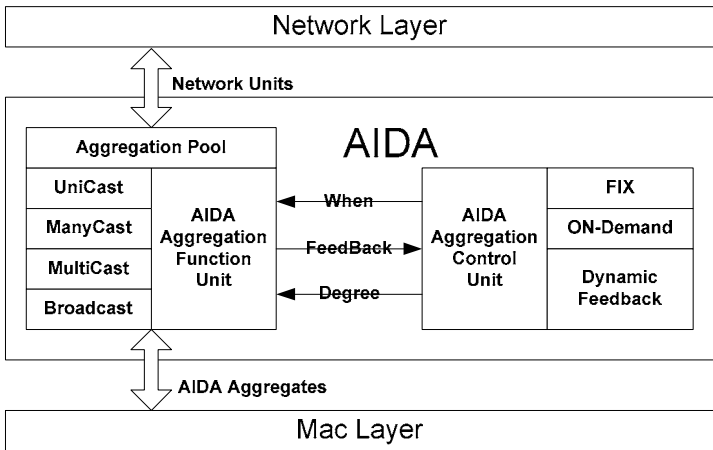 Network Layer
Network Units
AIDA
Aggregation Pool
UniCast
ManyCast
MultiCast
Broadcast
AIDA
Aggregation
Function
Unit
When
FeedBack
Degree
AIDA
Aggregation
Control
Unit
FIX
ON-Demand
Dynamic
Feedback
AIDA Aggregates
Mac Layer